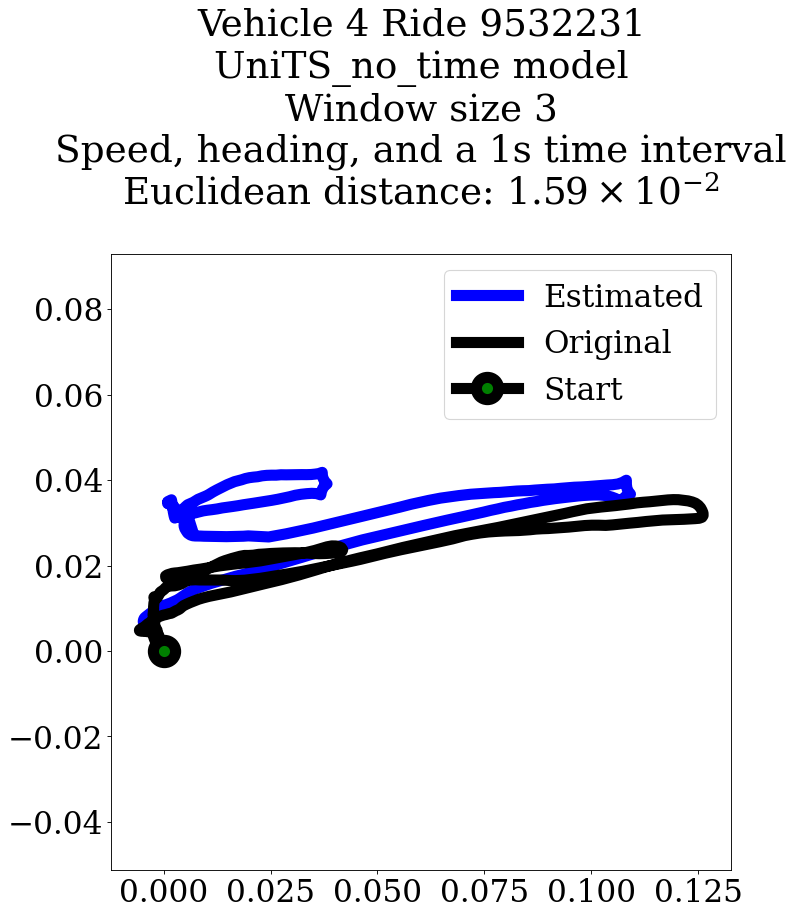 Vehicle 4 Ride 9532231
UniTS_no_time model
Window size 3
Speed, heading, and a 1s time interval
Euclidean distance: 1.59 × 10⁻²
Estimated
Original
Start
0.08
0.06
0.04
0.02
0.00
−0.02
−0.04
0.000 0.025 0.050 0.075 0.100 0.125